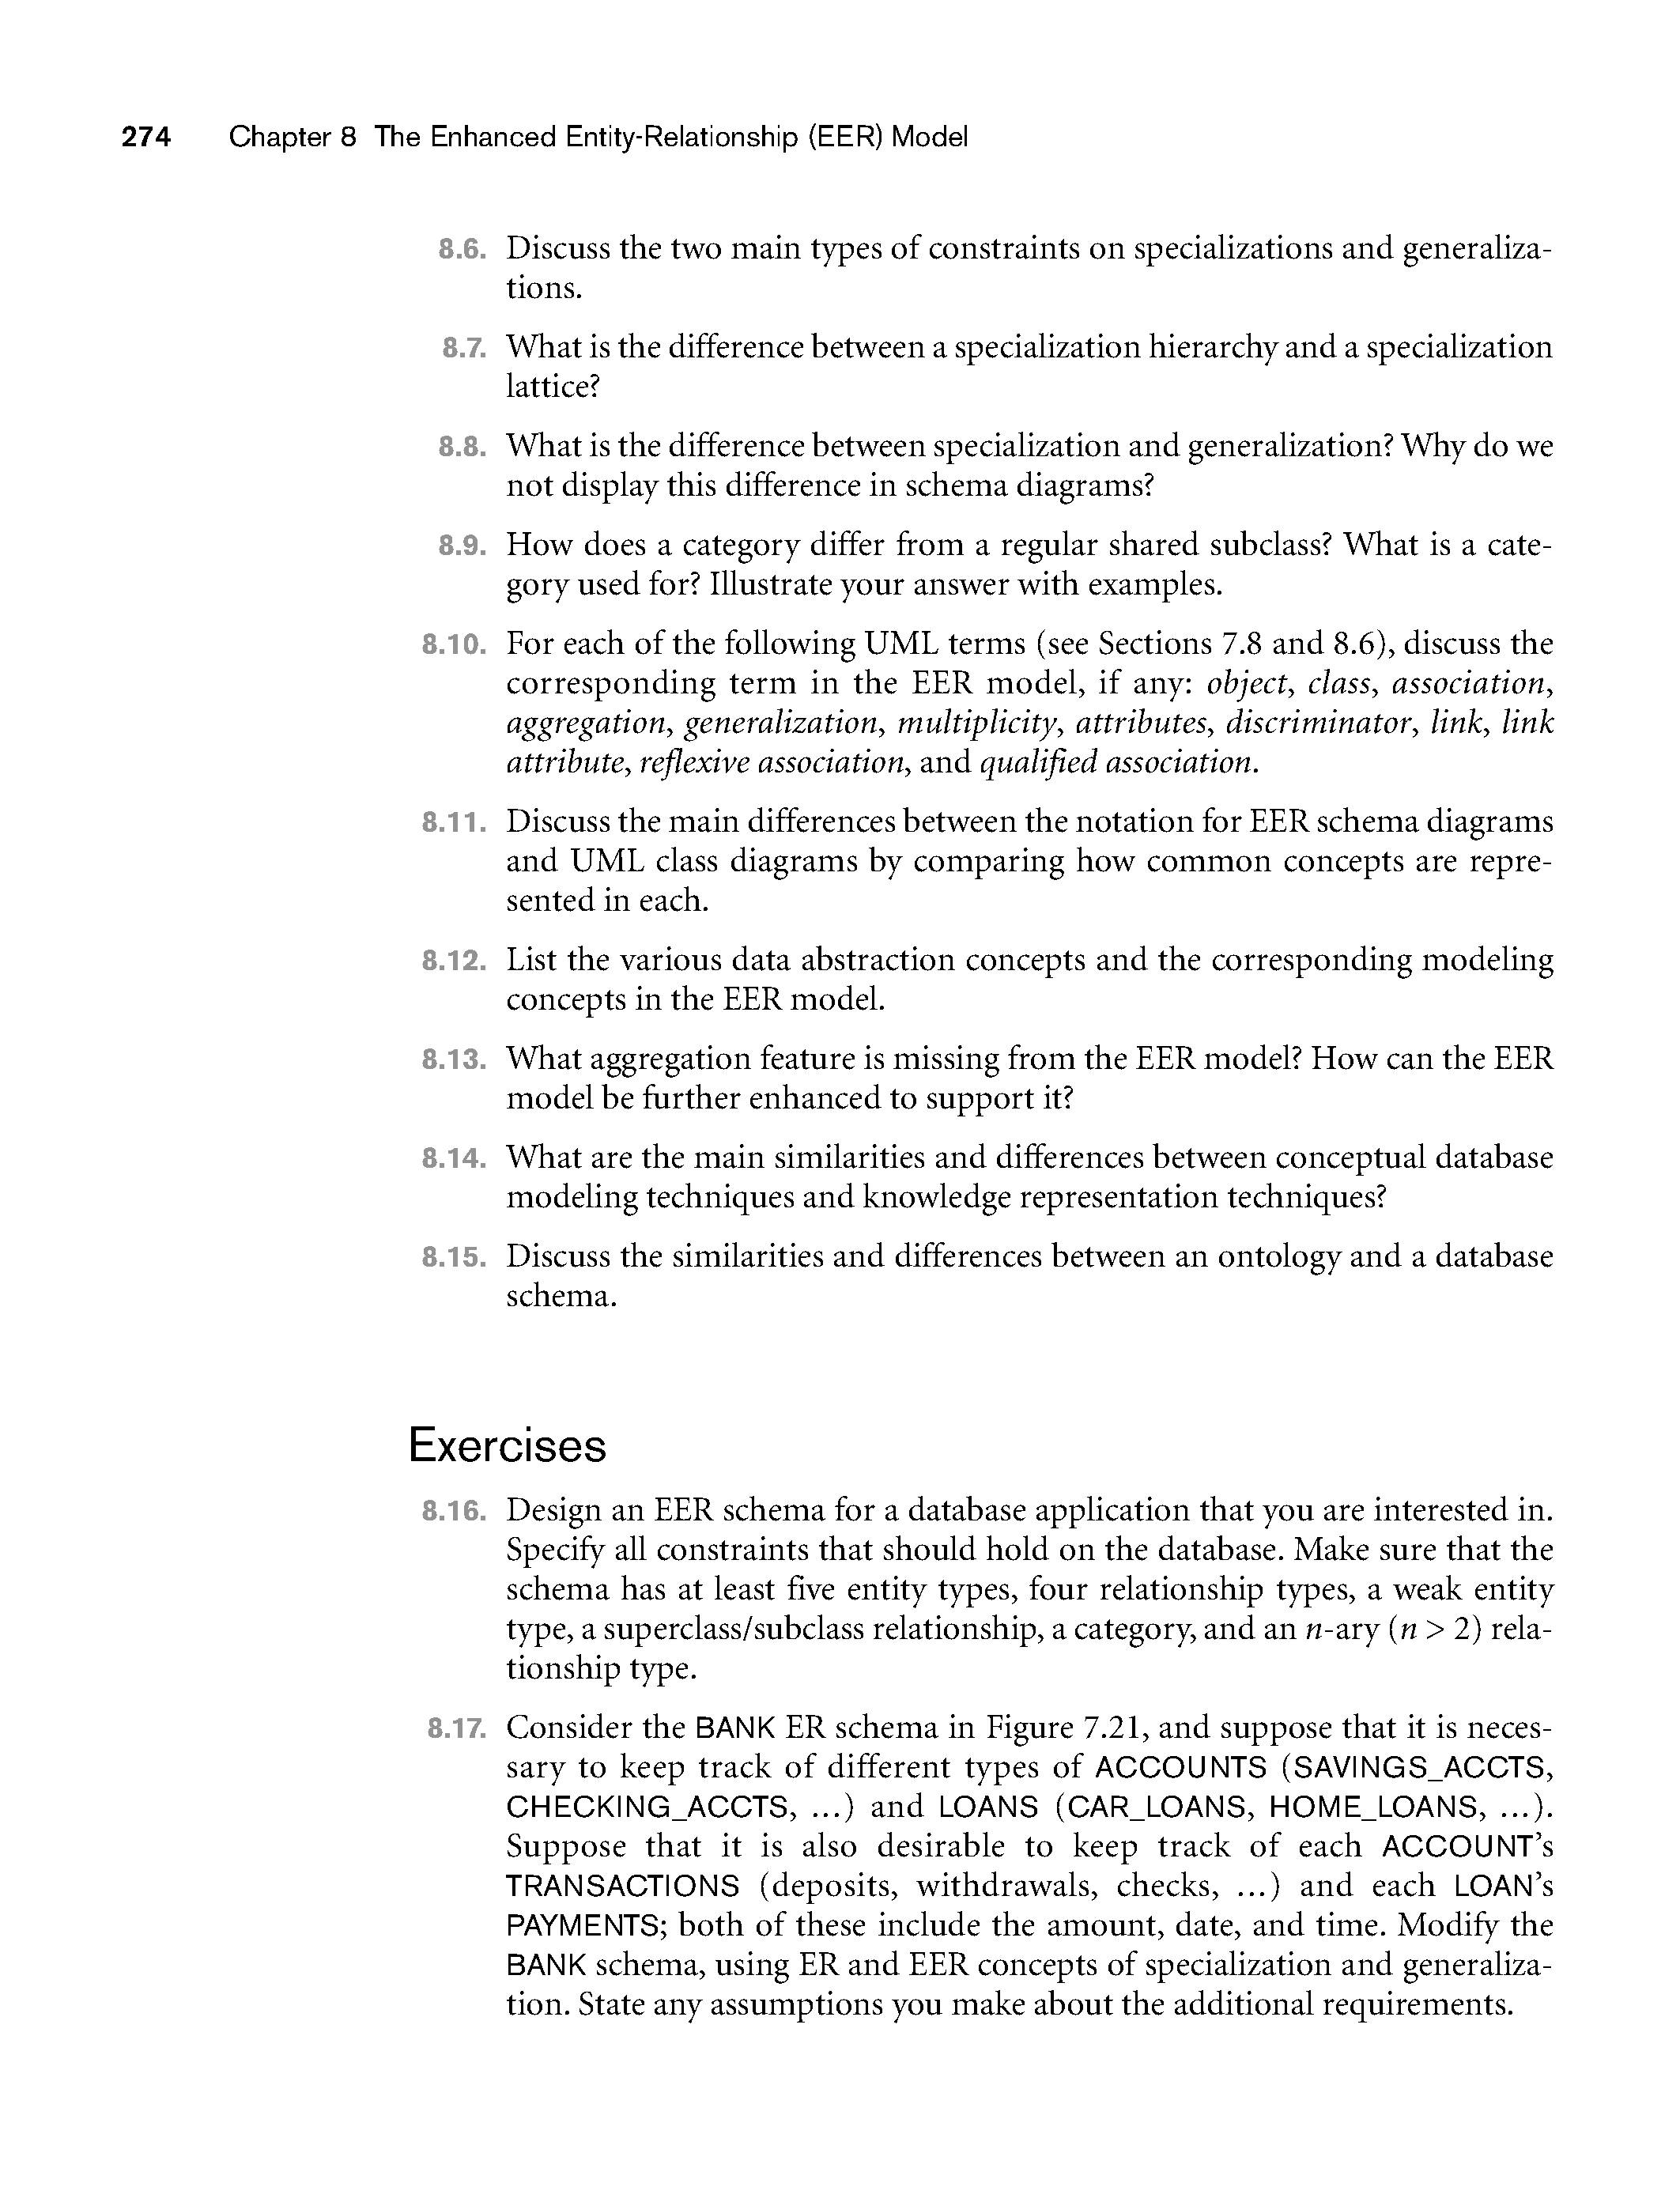 274 Chapter 8 The Enhanced Entity-Relationship (EER) Model
8.6. Discuss the two main types of constraints on specializations and generaliza-
tions.
8.7. What is the difference between a specialization hierarchy and a specialization
lattice?
8.8. What is the difference between specialization and generalization? Why do we
not display this difference in schema diagrams?
8.9. How does a category differ from a regular shared subclass? What is a cate-
gory used for? Illustrate your answer with examples.
8.10. For each of the following UML terms (see Sections 7.8 and 8.6), discuss the
corresponding term in the EER model, if any: object, class, association,
aggregation, generalization, multiplicity, attributes, discriminator, link, link
attribute, reflexive association, and qualified association.
8.11. Discuss the main differences between the notation for EER schema diagrams
and UML class diagrams by comparing how common concepts are repre-
sented in each.
8.12. List the various data abstraction concepts and the corresponding modeling
concepts in the EER model.
8.13. What aggregation feature is missing from the EER model? How can the EER
model be further enhanced to support it?
8.14. What are the main similarities and differences between conceptual database
modeling techniques and knowledge representation techniques?
8.15. Discuss the similarities and differences between an ontology and a database
schema.
Exercises
8.16. Design an EER schema for a database application that you are interested in.
Specify all constraints that should hold on the database. Make sure that the
schema has at least five entity types, four relationship types, a weak entity
type, a superclass/subclass relationship, a category, and an n-ary (n > 2) rela-
tionship type.
8.17. Consider the BANK ER schema in Figure 7.21, and suppose that it is neces-
sary to keep track of different types of ACCOUNTS (SAVINGS_ACCTS,
CHECKING_ACCTS, ...) and LOANS (CAR_LOANS, HOME_LOANS, ...).
Suppose that it is also desirable to keep track of each ACCOUNT's
TRANSACTIONS (deposits, withdrawals, checks, ...) and each LOAN's
PAYMENTS; both of these include the amount, date, and time. Modify the
BANK schema, using ER and EER concepts of specialization and generaliza-
tion. State any assumptions you make about the additional requirements.